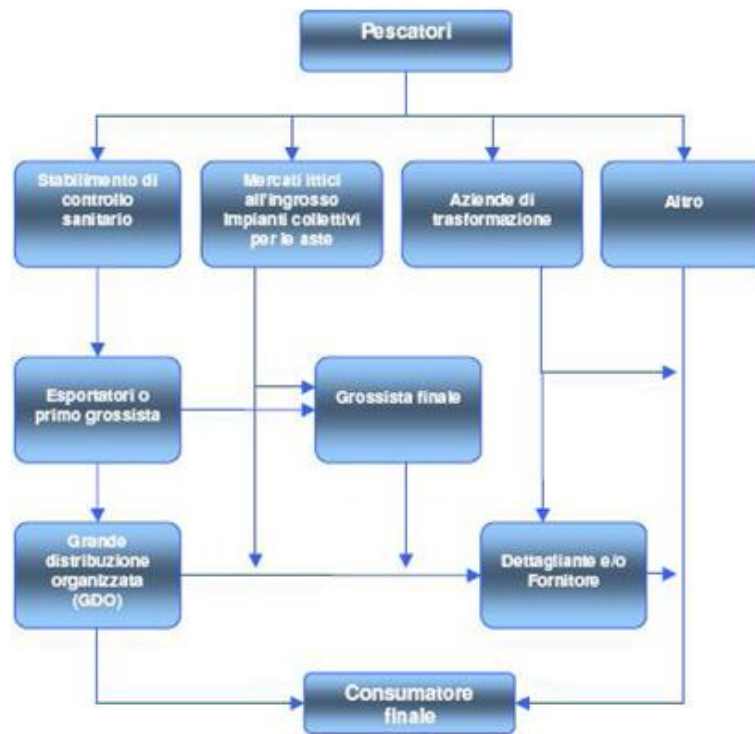 Pescatori
Stabilimento di
controllo
sanitario
Mercati ittici
all'ingrosso
Impianti collettivi
per le aste
Aziende di
trasformazione
Altro
Esportatori o
primo grossista
Grossista finale
Grande
distribuzione
organizzata
(GDO)
Dettagliante e/o
Fornitore
Consumatore
finale